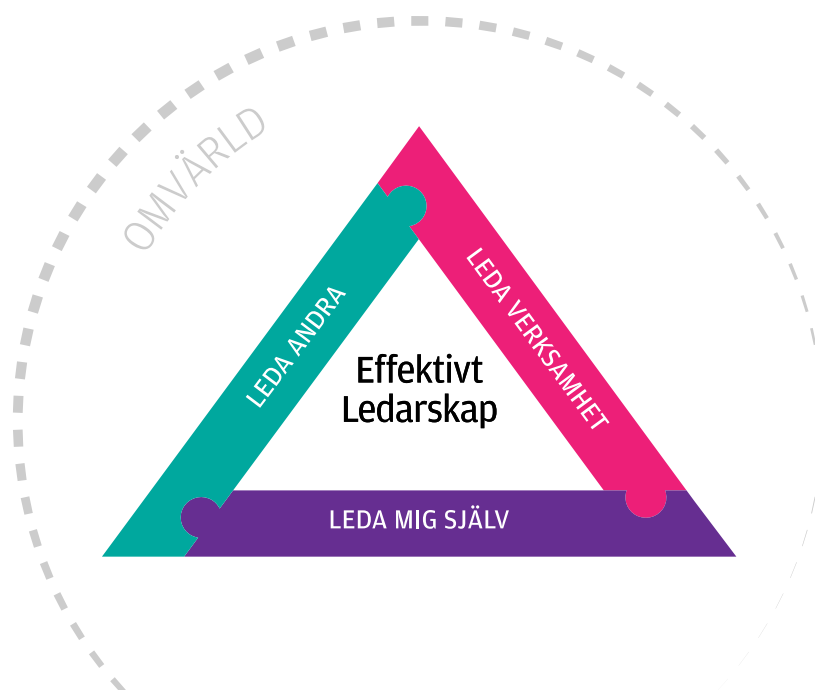 OMVÄRLD
LEDA ANDRA
LEDA VERKSAMHET
Effektivt
Ledarskap
LEDA MIG SJÄLV